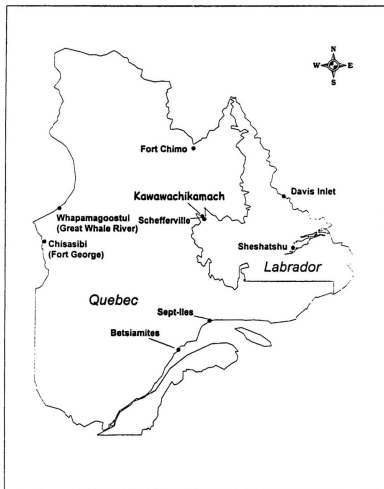 N
W E
S
Fort Chimo
Kawawachikamach
Schefferville
Davis Inlet
Whapamagoostui
(Great Whale River)
Chisasibi
(Fort George)
Sheshatshu
Labrador
Quebec
Sept-Iles
Betsiamites